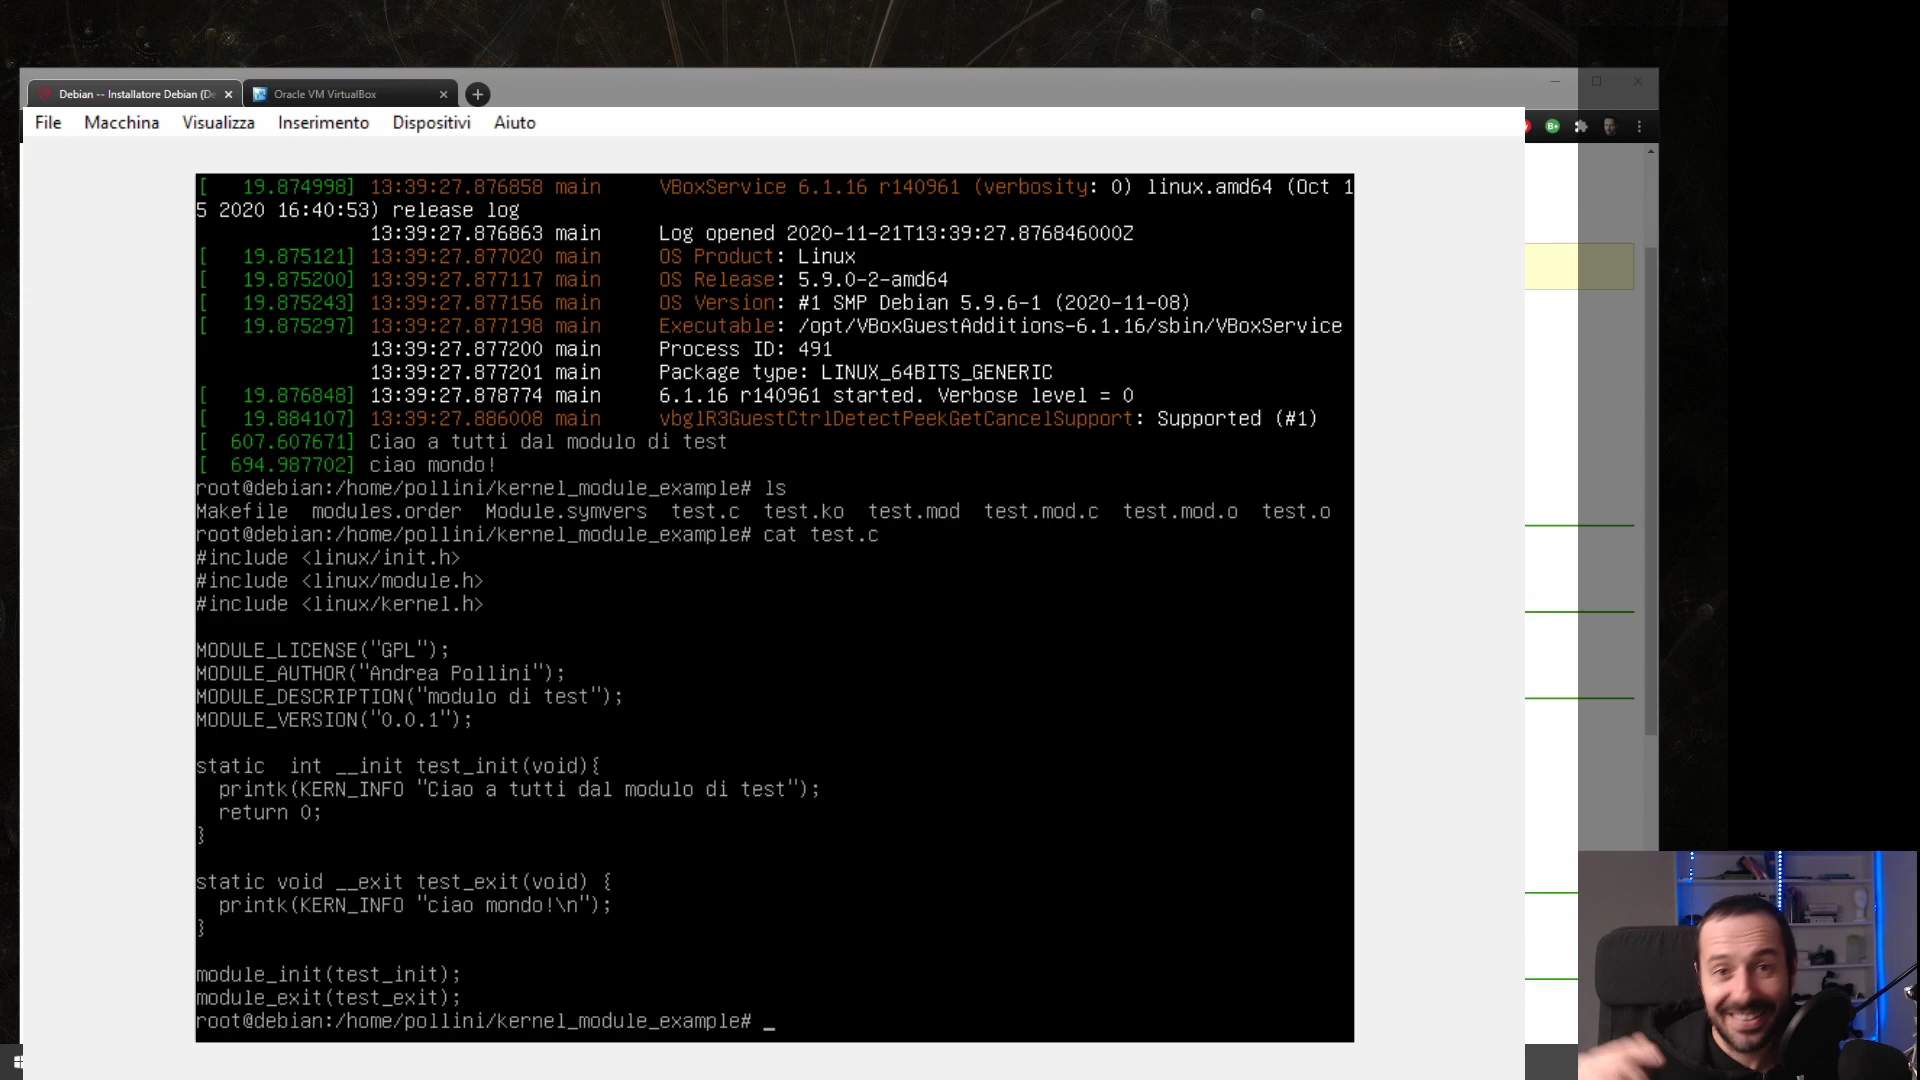 Debian -- Installatore Debian (De
Oracle VM VirtualBox
File Macchina Visualizza Inserimento Dispositivi Aiuto
[   19.874998] 13:39:27.876858 main     VBoxService 6.1.16 r140961 (verbosity: 0) linux.amd64 (Oct 1
5 2020 16:40:53) release log
13:39:27.876863 main     Log opened 2020-11-21T13:39:27.876846000Z
[   19.875121] 13:39:27.877020 main     OS Product: Linux
[   19.875200] 13:39:27.877117 main     OS Release: 5.9.0-2-amd64
[   19.875243] 13:39:27.877156 main     OS Version: #1 SMP Debian 5.9.6-1 (2020-11-08)
[   19.875297] 13:39:27.877198 main     Executable: /opt/VBoxGuestAdditions-6.1.16/sbin/VBoxService
13:39:27.877200 main     Process ID: 491
13:39:27.877201 main     Package type: LINUX_64BITS_GENERIC
[   19.876848] 13:39:27.878774 main     6.1.16 r140961 started. Verbose level = 0
[   19.884107] 13:39:27.886008 main     vbglR3GuestCtrlDetectPeekGetCancelSupport: Supported (#1)
[  607.607671] Ciao a tutti dal modulo di test
[  694.987702] ciao mondo!
root@debian:/home/pollini/kernel_module_example# ls
Makefile  modules.order  Module.symvers  test.c  test.ko  test.mod  test.mod.c  test.mod.o  test.o
root@debian:/home/pollini/kernel_module_example# cat test.c
#include <linux/init.h>
#include <linux/module.h>
#include <linux/kernel.h>
MODULE_LICENSE("GPL");
MODULE_AUTHOR("Andrea Pollini");
MODULE_DESCRIPTION("modulo di test");
MODULE_VERSION("0.0.1");
static  int __init test_init(void){
  printk(KERN_INFO "Ciao a tutti dal modulo di test");
  return 0;
}
static void __exit test_exit(void) {
  printk(KERN_INFO "ciao mondo!\n");
}
module_init(test_init);
module_exit(test_exit);
root@debian:/home/pollini/kernel_module_example# _